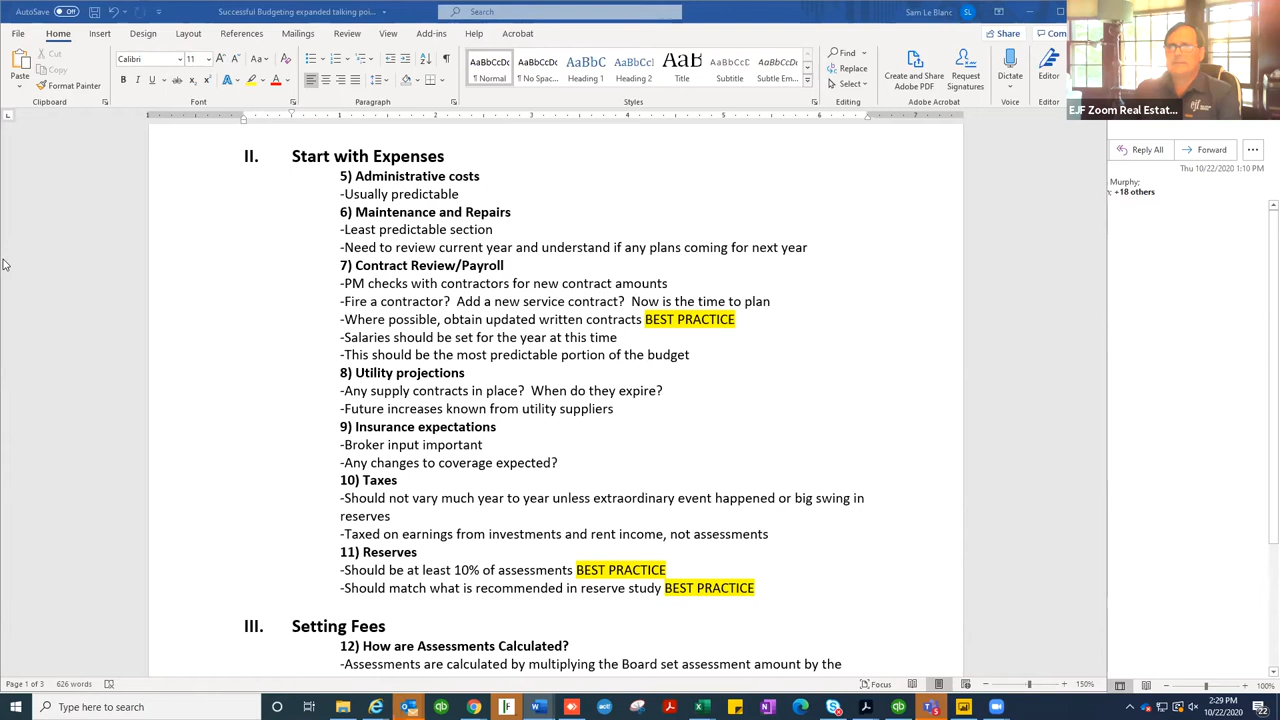 AutoSave Off
Successful Budgeting expanded talking poi...
Search
Sam Le Blanc SL
File Home Insert Draw Design Layout References Mailings Review View Add-ins Help Acrobat
Share Com
Cut
Copy
Format Painter
Paste
Clipboard
Calibri 11
Font
Paragraph
AaBbCcDc AaBbCcDc AaBbC AaBbCcC AaB AaBbCcD AaBbCcDc
¶ Normal ¶ No Spac... Heading 1 Heading 2 Title Subtitle Subtle Em...
Styles
Find
Replace
Select
Editing
Create and Share Adobe PDF
Request Signatures
Adobe Acrobat
Dictate
Voice
Editor
Editor
EJF Zoom Real Estat...
Reply All Forward ...
Thu 10/22/2020 1:10 PM
Murphy;
+18 others
II. Start with Expenses
5) Administrative costs
-Usually predictable
6) Maintenance and Repairs
-Least predictable section
-Need to review current year and understand if any plans coming for next year
7) Contract Review/Payroll
-PM checks with contractors for new contract amounts
-Fire a contractor? Add a new service contract? Now is the time to plan
-Where possible, obtain updated written contracts BEST PRACTICE
-Salaries should be set for the year at this time
-This should be the most predictable portion of the budget
8) Utility projections
-Any supply contracts in place? When do they expire?
-Future increases known from utility suppliers
9) Insurance expectations
-Broker input important
-Any changes to coverage expected?
10) Taxes
-Should not vary much year to year unless extraordinary event happened or big swing in
reserves
-Taxed on earnings from investments and rent income, not assessments
11) Reserves
-Should be at least 10% of assessments BEST PRACTICE
-Should match what is recommended in reserve study BEST PRACTICE
III. Setting Fees
12) How are Assessments Calculated?
-Assessments are calculated by multiplying the Board set assessment amount by the
Page 1 of 3 626 words
Focus
150%
100%
Type here to search
2:29 PM
10/22/2020
22